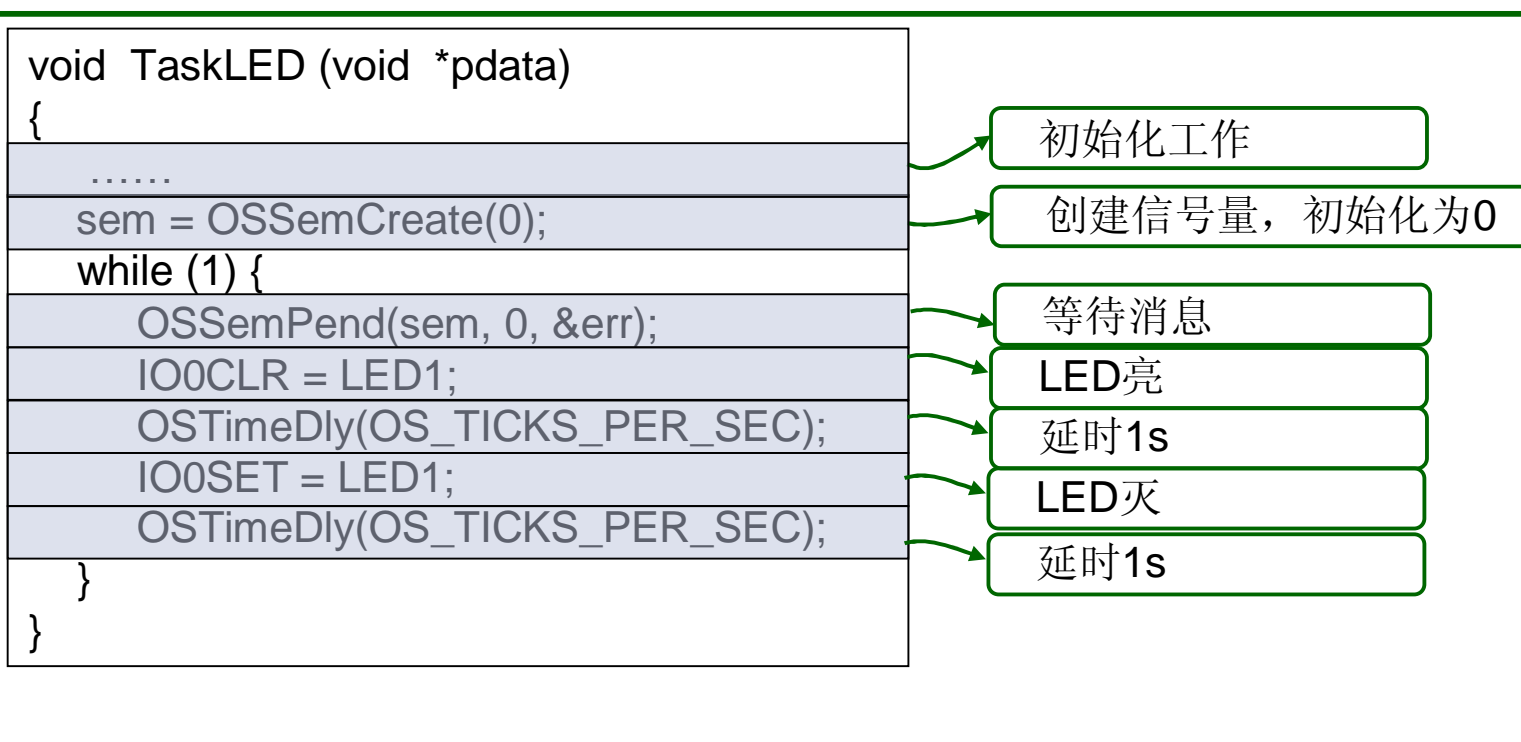 void TaskLED (void *pdata)
{
……
初始化工作
sem = OSSemCreate(0);
创建信号量，初始化为0
while (1) {
OSSemPend(sem, 0, &err);
等待消息
IO0CLR = LED1;
LED亮
OSTimeDly(OS_TICKS_PER_SEC);
延时1s
IO0SET = LED1;
LED灭
OSTimeDly(OS_TICKS_PER_SEC);
延时1s
}
}